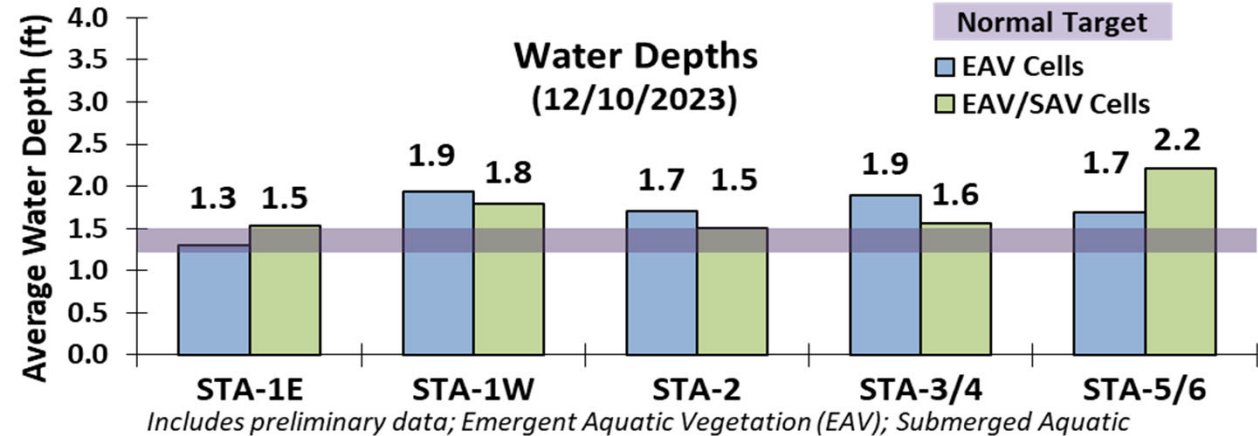 Average Water Depth (ft)
4.0
3.5
3.0
2.5
2.0
1.5
1.0
0.5
0.0
Water Depths
(12/10/2023)
Normal Target
EAV Cells
EAV/SAV Cells
1.3 1.5
1.9 1.8
1.7 1.5
1.9 1.6
1.7 2.2
STA-1E STA-1W STA-2 STA-3/4 STA-5/6
Includes preliminary data; Emergent Aquatic Vegetation (EAV); Submerged Aquatic